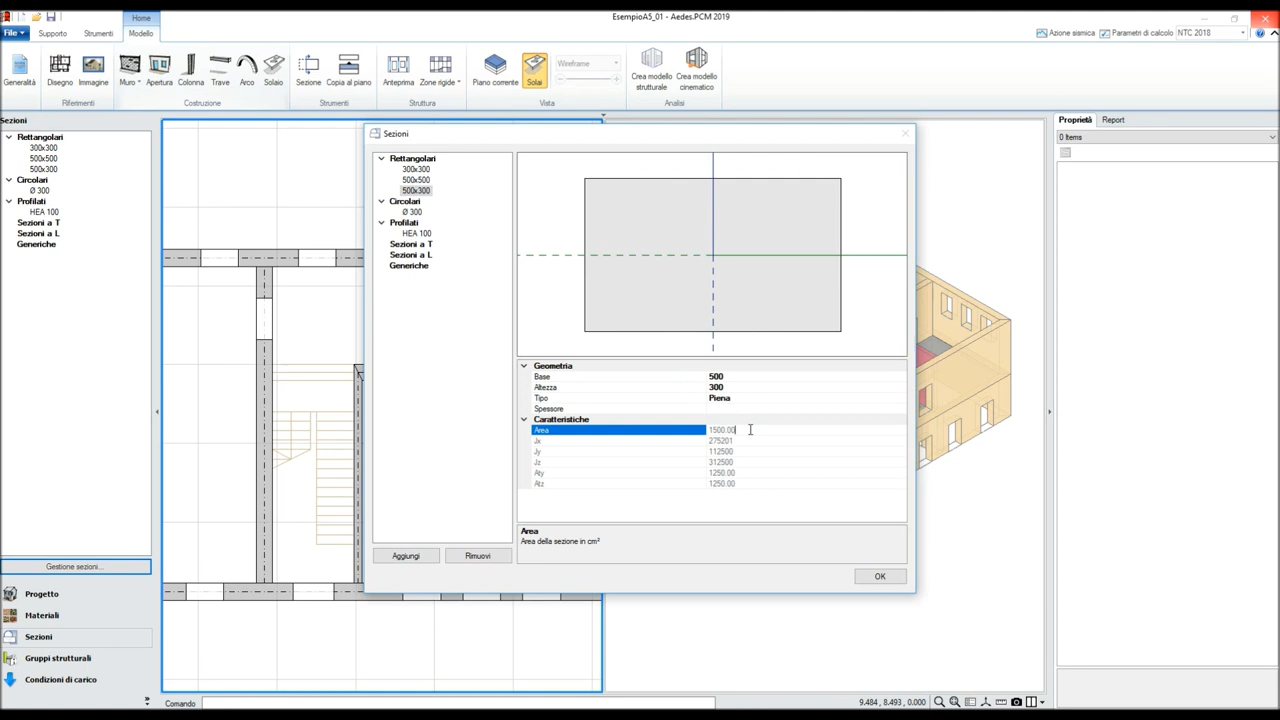 EsempioA5_01 - Aedes.PCM 2019
Home
File
Supporto
Strumenti
Modello
Azione sismica
Parametri di calcolo
NTC 2018
Generalità
Disegno
Immagine
Muro
Apertura
Colonna
Trave
Arco
Solaio
Sezione
Copia al piano
Anteprima
Zone rigide
Piano corrente
Solai
Wireframe
Crea modello strutturale
Crea modello cinematico
Riferimenti
Costruzione
Strumenti
Struttura
Vista
Analisi
Sezioni
Rettangolari
300x300
500x500
500x300
Circolari
Ø 300
Profilati
HEA 100
Sezioni a T
Sezioni a L
Generiche
Gestione sezioni...
Progetto
Materiali
Sezioni
Gruppi strutturali
Condizioni di carico
Sezioni
Rettangolari
300x300
500x500
500x300
Circolari
Ø 300
Profilati
HEA 100
Sezioni a T
Sezioni a L
Generiche
Aggiungi
Rimuovi
Geometria
Base 500
Altezza 300
Tipo Piena
Spessore
Caratteristiche
Area 1500.00
Jx 275201
Jy 112500
Jz 312500
Aty 1250.00
Atz 1250.00
Area
Area della sezione in cm²
OK
Proprietà
Report
0 Items
Comando
9.484 , 8.493, 0.000